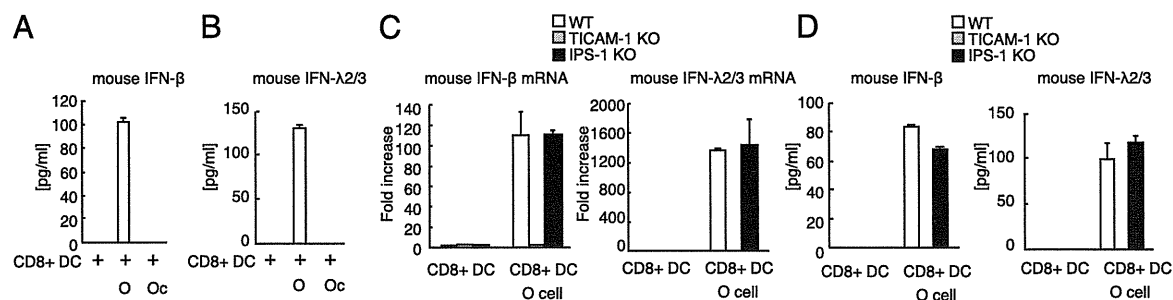 A
mouse IFN-β
[pg/ml]
120
100
80
60
40
20
0
CD8+ DC + + +
O Oc
B
mouse IFN-λ2/3
[pg/ml]
150
100
50
0
CD8+ DC + + +
O Oc
C
WT
TICAM-1 KO
IPS-1 KO
mouse IFN-β mRNA
Fold increase
140
120
100
80
60
40
20
0
CD8+ DC CD8+ DC
O cell
mouse IFN-λ2/3 mRNA
Fold increase
2000
1600
1200
800
400
0
CD8+ DC CD8+ DC
O cell
D
WT
TICAM-1 KO
IPS-1 KO
mouse IFN-β
[pg/ml]
100
80
60
40
20
0
CD8+ DC CD8+ DC
O cell
mouse IFN-λ2/3
[pg/ml]
150
100
50
0
CD8+ DC CD8+ DC
O cell